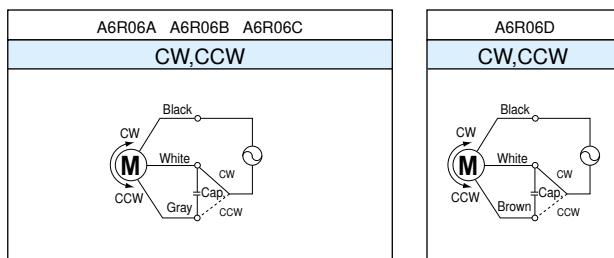 A6R06A A6R06B A6R06C
CW,CCW
Black
CW
M
White
CW
Cap.
CCW
Gray
CCW
A6R06D
CW,CCW
Black
CW
M
White
CW
Cap.
CCW
Brown
CCW